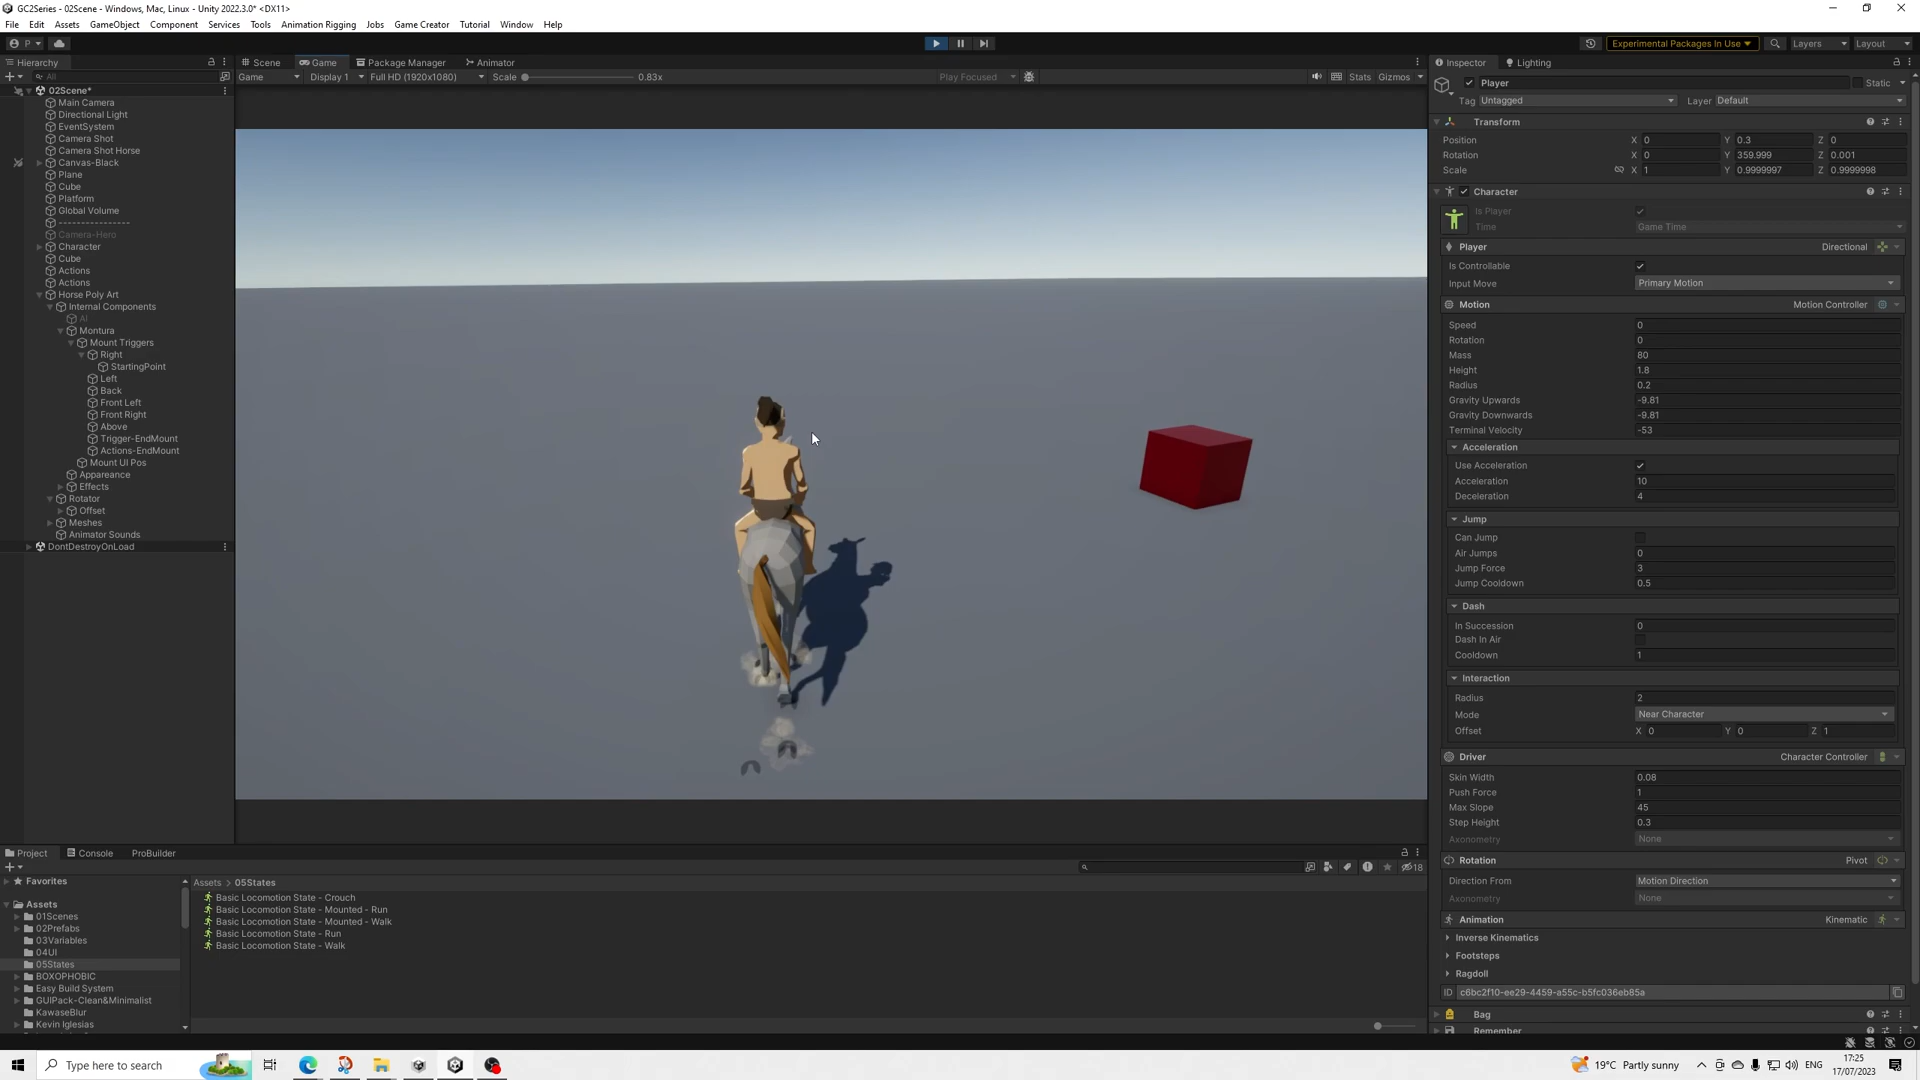 GC2Series - 02Scene - Windows, Mac, Linux - Unity 2022.3.0* <DX11>
File Edit Assets GameObject Component Services Tools Animation Rigging Jobs Game Creator Tutorial Window Help
P Experimental Packages In Use Layers Layout
Hierarchy
All
02Scene*
Main Camera
Directional Light
EventSystem
Camera Shot
Camera Shot Horse
Canvas-Black
Plane
Cube
Platform
Global Volume
----------------
Camera-Hero
Character
Cube
Actions
Actions
Horse Poly Art
Internal Components
AI
Montura
Mount Triggers
Right
StartingPoint
Left
Back
Front Left
Front Right
Above
Trigger-EndMount
Actions-EndMount
Mount UI Pos
Appareance
Effects
Rotator
Offset
Meshes
Animator Sounds
DontDestroyOnLoad
Scene Game Package Manager Animator
Game Display 1 Full HD (1920x1080) Scale 0.83x Play Focused Stats Gizmos
Inspector Lighting
Player Static
Tag Untagged Layer Default
Transform
Position X 0 Y 0.3 Z 0
Rotation X 0 Y 359.999 Z 0.001
Scale X 1 Y 0.9999997 Z 0.9999998
Character
Is Player
Time Game Time
Player Directional
Is Controllable
Input Move Primary Motion
Motion Motion Controller
Speed 0
Rotation 0
Mass 80
Height 1.8
Radius 0.2
Gravity Upwards -9.81
Gravity Downwards -9.81
Terminal Velocity -53
Acceleration
Use Acceleration
Acceleration 10
Deceleration 4
Jump
Can Jump
Air Jumps 0
Jump Force 3
Jump Cooldown 0.5
Dash
In Succession 0
Dash In Air
Cooldown 1
Interaction
Radius 2
Mode Near Character
Offset X 0 Y 0 Z 1
Driver Character Controller
Skin Width 0.08
Push Force 1
Max Slope 45
Step Height 0.3
Axonometry None
Rotation Pivot
Direction From Motion Direction
Axonometry None
Animation Kinematic
Inverse Kinematics
Footsteps
Ragdoll
ID c6bc2f10-ee29-4459-a55c-b5fc036eb85a
Bag
Remember
Project Console ProBuilder
18
Favorites
Assets
01Scenes
02Prefabs
03Variables
04UI
05States
BOXOPHOBIC
Easy Build System
GUIPack-Clean&Minimalist
KawaseBlur
Kevin Iglesias
Assets > 05States
Basic Locomotion State - Crouch
Basic Locomotion State - Mounted - Run
Basic Locomotion State - Mounted - Walk
Basic Locomotion State - Run
Basic Locomotion State - Walk
Type here to search
19°C Partly sunny ENG 17:25
17/07/2023